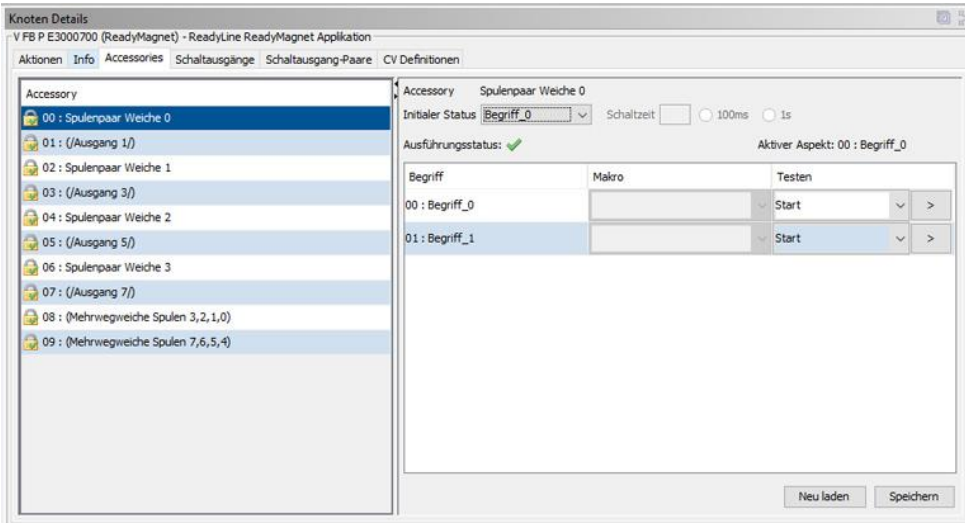 Knoten Details
V FB P E3000700 (ReadyMagnet) - ReadyLine ReadyMagnet Applikation
Aktionen Info Accessories Schaltausgänge Schaltausgang-Paare CV Definitionen
Accessory
00 : Spulenpaar Weiche 0
01 : (/Ausgang 1/)
02 : Spulenpaar Weiche 1
03 : (/Ausgang 3/)
04 : Spulenpaar Weiche 2
05 : (/Ausgang 5/)
06 : Spulenpaar Weiche 3
07 : (/Ausgang 7/)
08 : (Mehrwegweiche Spulen 3,2,1,0)
09 : (Mehrwegweiche Spulen 7,6,5,4)
Accessory Spulenpaar Weiche 0
Initialer Status Begriff_0 Schaltzeit 100ms 1s
Ausführungsstatus: Aktiver Aspekt: 00 : Begriff_0
Begriff Makro Testen
00 : Begriff_0 Start >
01 : Begriff_1 Start >
Neu laden Speichern